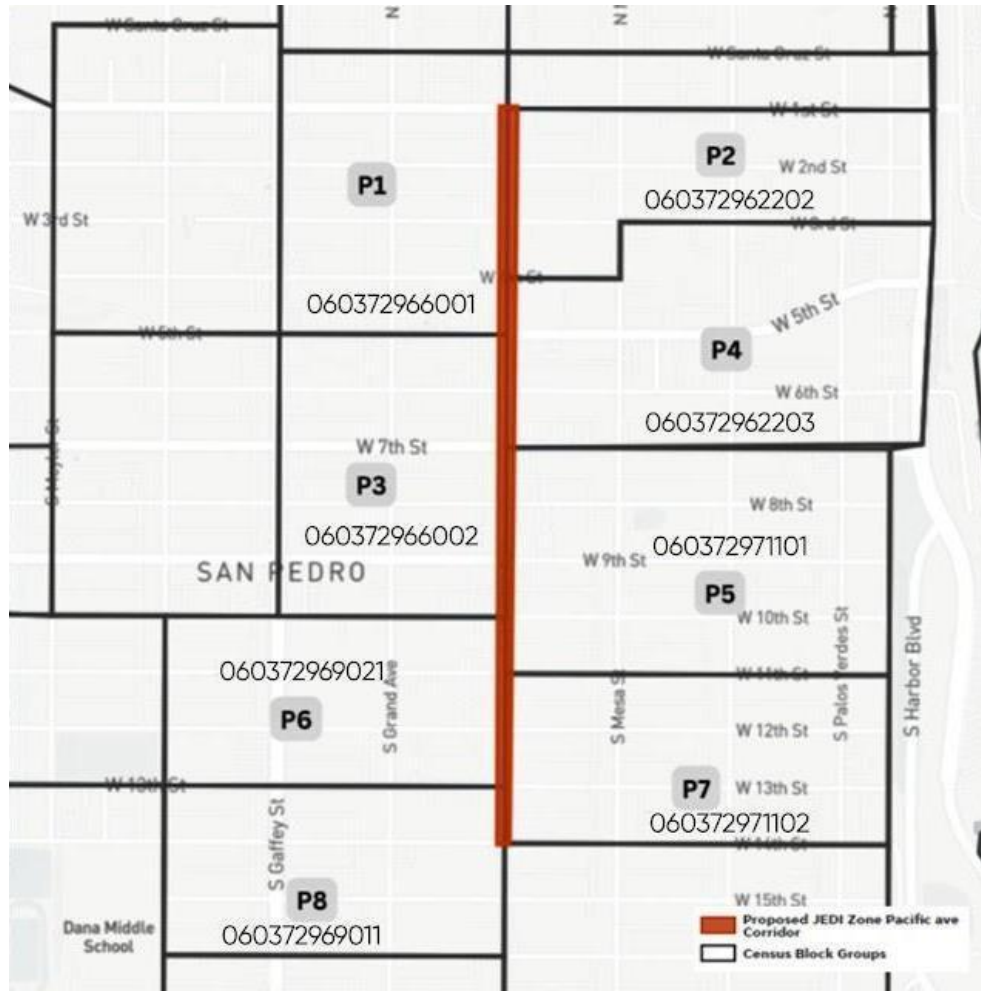 N
N
W Santa Cruz St
W Santa Cruz St
W 1st St
P2
W 2nd St
P1
060372962202
W 3rd St
W 3rd St
060372966001
W 5th St
W 5th St
P4
W 6th St
060372962203
W 7th St
P3
060372966002
W 8th St
060372971101
W 9th St
SAN PEDRO
P5
W 10th St
060372969021
W 11th St
S Grand Ave
S Mesa St
S Palos Verdes St
S Harbor Blvd
P6
W 12th St
W 13th St
P7
W 13th St
060372971102
W 14th St
S Gaffey St
P8
W 15th St
060372969011
Dana Middle
School
Proposed JEDI Zone Pacific ave
Corridor
Census Block Groups